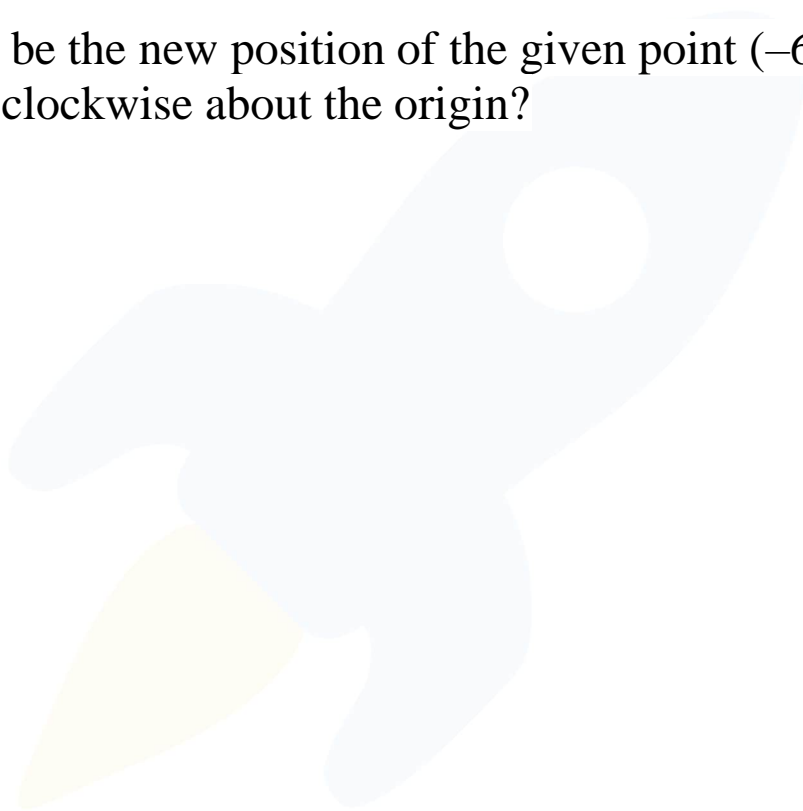 be the new position of the given point (–6
clockwise about the origin?